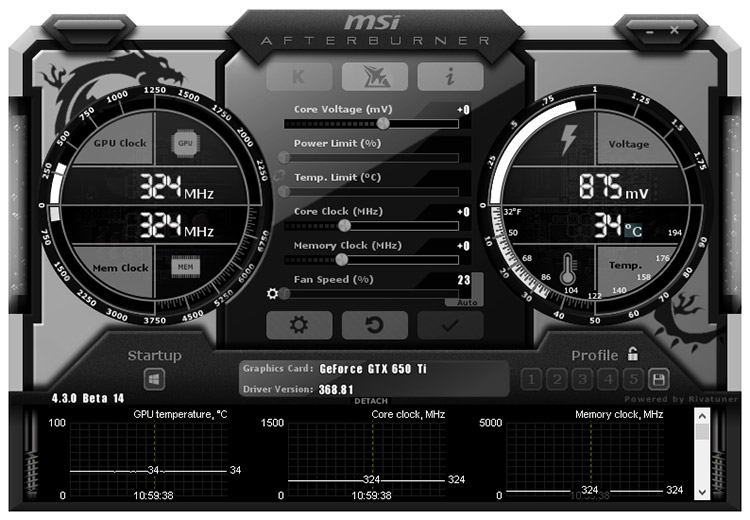 msi
AFTERBURNER
K i
Core Voltage (mV) +0
Power Limit (%)
Temp. Limit (°C)
Core Clock (MHz) +0
Memory Clock (MHz) +0
Fan Speed (%) 23
Auto
GPU Clock GPU
324 MHz
324 MHz
Mem Clock MEM
0 250 500 750 1000 1250 1500 1750 2000 2250
0 750 1500 2250 3000 3750 4500 5250 6000 6750
Voltage
875 mV
34 °C
Temp.
0 .25 .5 .75 1 1.25 1.5 1.75
0 10 20 30 40 50 60 70 80 90
32°F 50 68 86 104 122 140 158 176 194
Startup
Profile
Graphics Card: GeForce GTX 650 Ti
Driver Version: 368.81
1 2 3 4 5
4.3.0 Beta 14
DETACH
Powered by Rivatuner
100 GPU temperature, °C
34 34
0 10:59:38
1500 Core clock, MHz
324 324
0 10:59:38
5000 Memory clock, MHz
324 324
0 10:59:38